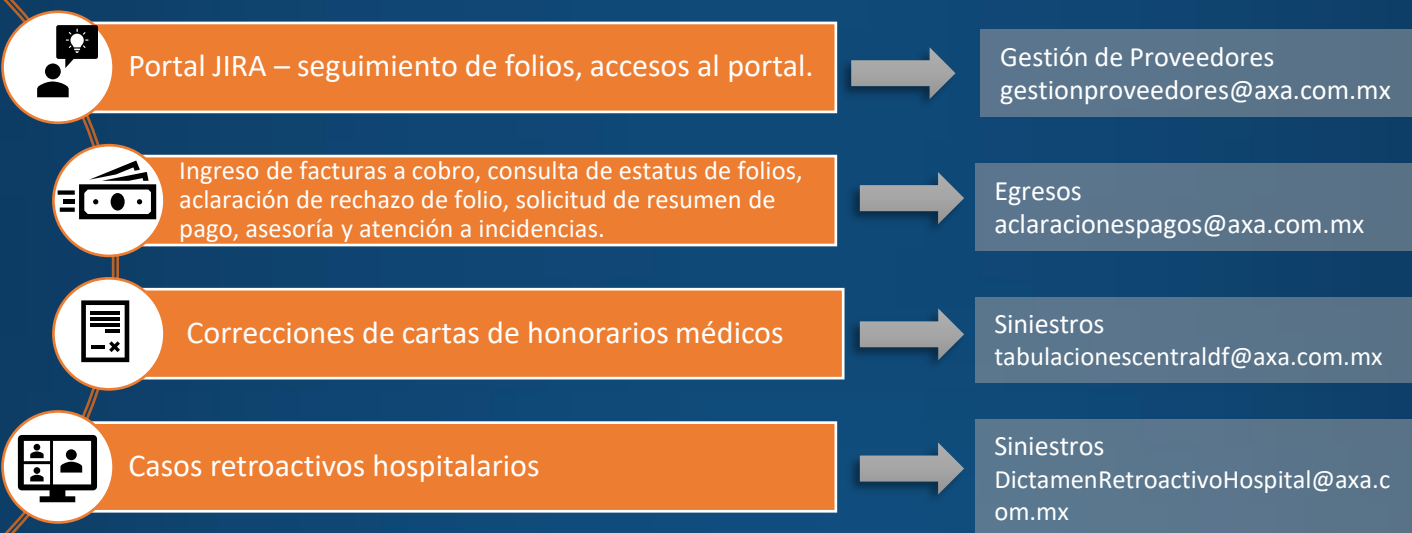 Portal JIRA – seguimiento de folios, accesos al portal.
Gestión de Proveedores
gestionproveedores@axa.com.mx
Ingreso de facturas a cobro, consulta de estatus de folios,
aclaración de rechazo de folio, solicitud de resumen de
pago, asesoría y atención a incidencias.
Egresos
aclaracionespagos@axa.com.mx
Correcciones de cartas de honorarios médicos
Siniestros
tabulacionescentraldf@axa.com.mx
Casos retroactivos hospitalarios
Siniestros
DictamenRetroactivoHospital@axa.c
om.mx